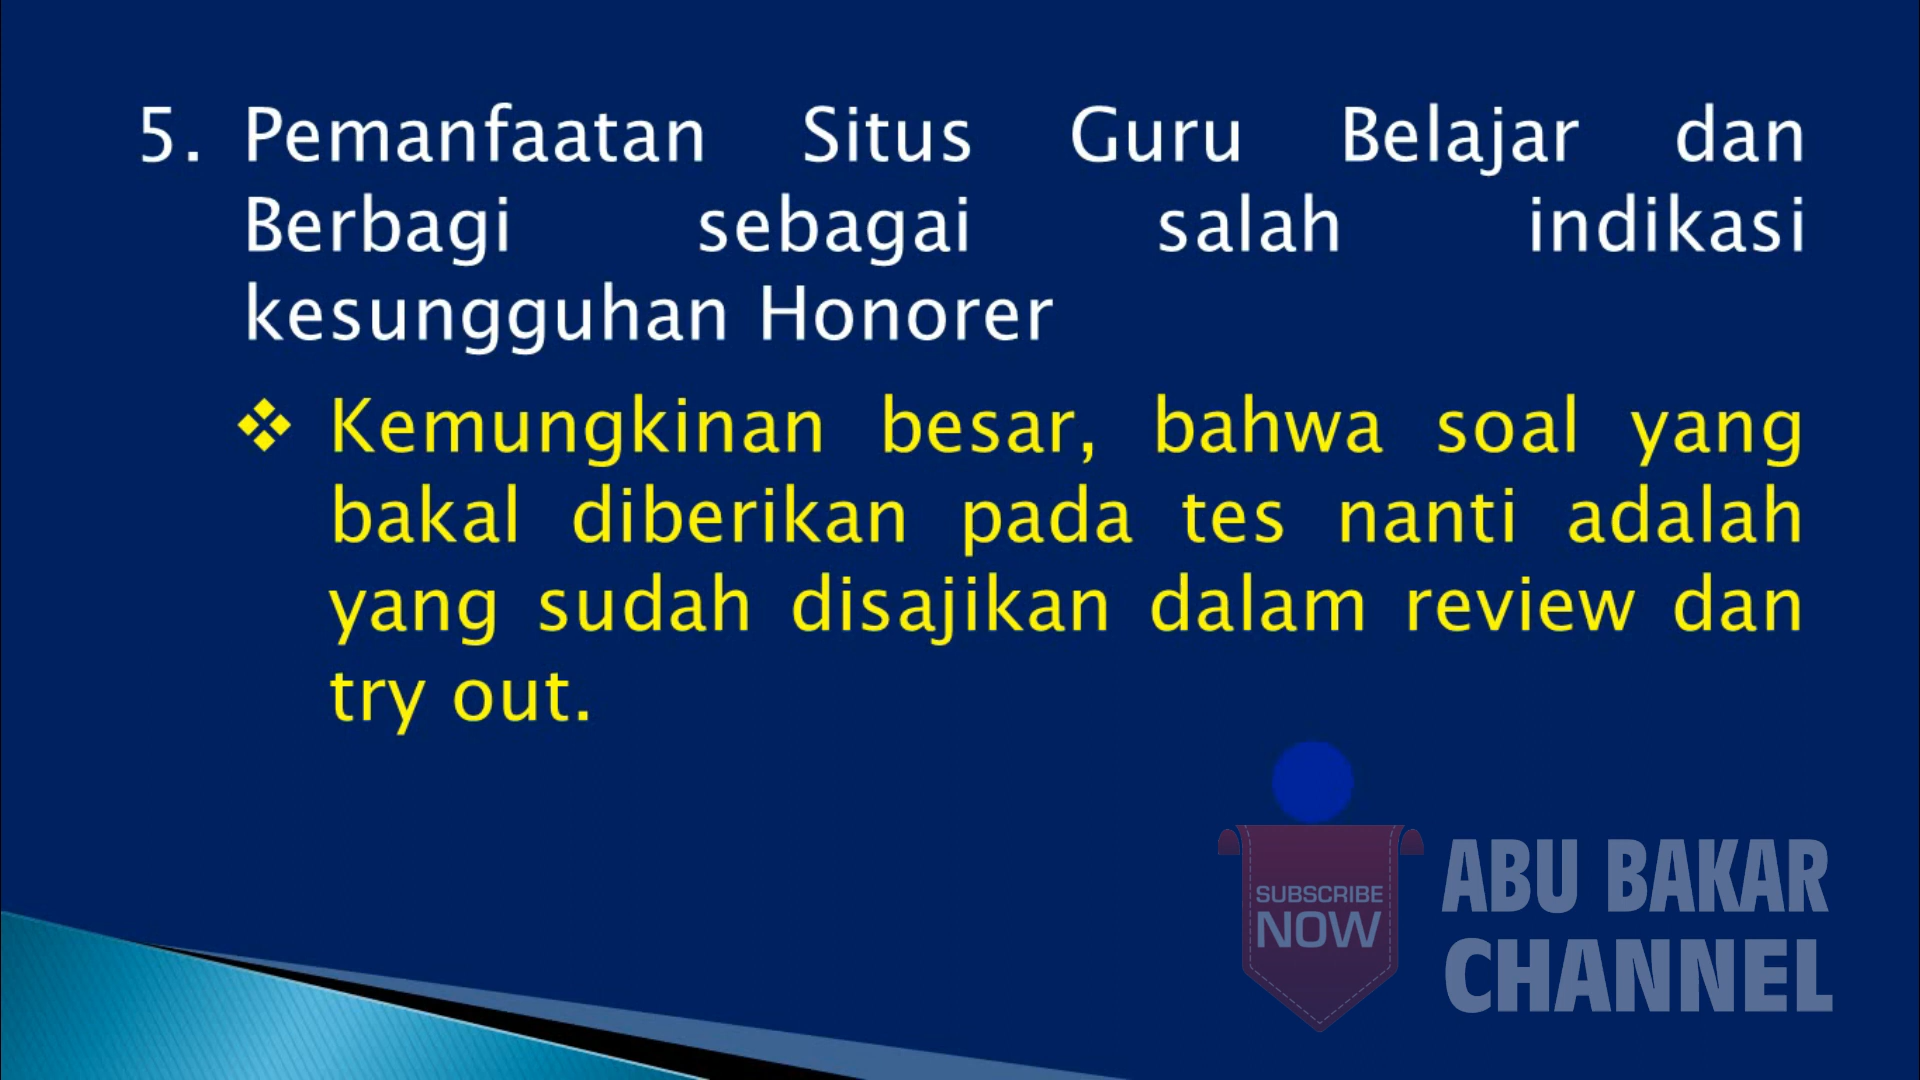 5. Pemanfaatan Situs Guru Belajar dan
Berbagi sebagai salah indikasi
kesungguhan Honorer
❖ Kemungkinan besar, bahwa soal yang
bakal diberikan pada tes nanti adalah
yang sudah disajikan dalam review dan
try out.
SUBSCRIBE
NOW
ABU BAKAR
CHANNEL